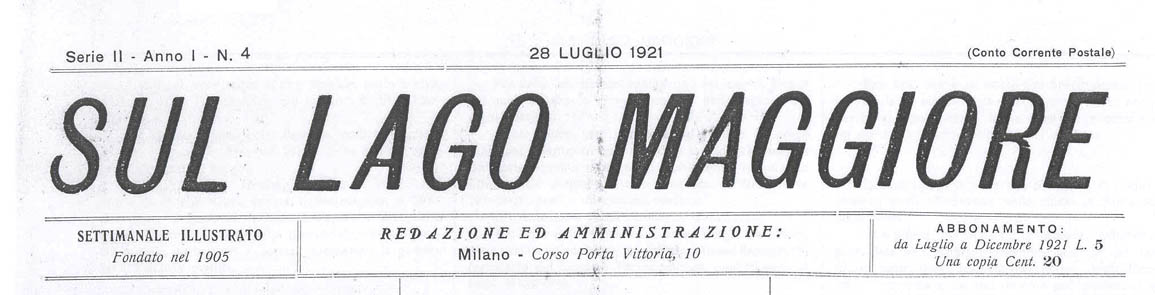 Serie II - Anno I - N. 4
28 LUGLIO 1921
(Conto Corrente Postale)
SUL LAGO MAGGIORE
SETTIMANALE ILLUSTRATO
Fondato nel 1905
REDAZIONE ED AMMINISTRAZIONE:
Milano - Corso Porta Vittoria, 10
ABBONAMENTO:
da Luglio a Dicembre 1921 L. 5
Una copia Cent. 20